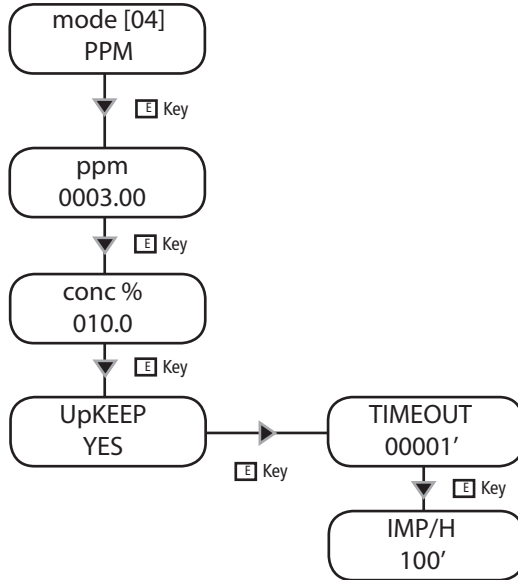 mode [04]
PPM
E Key
ppm
0003.00
E Key
conc %
010.0
E Key
UpKEEP
YES
E Key
TIMEOUT
00001’
E Key
IMP/H
100’